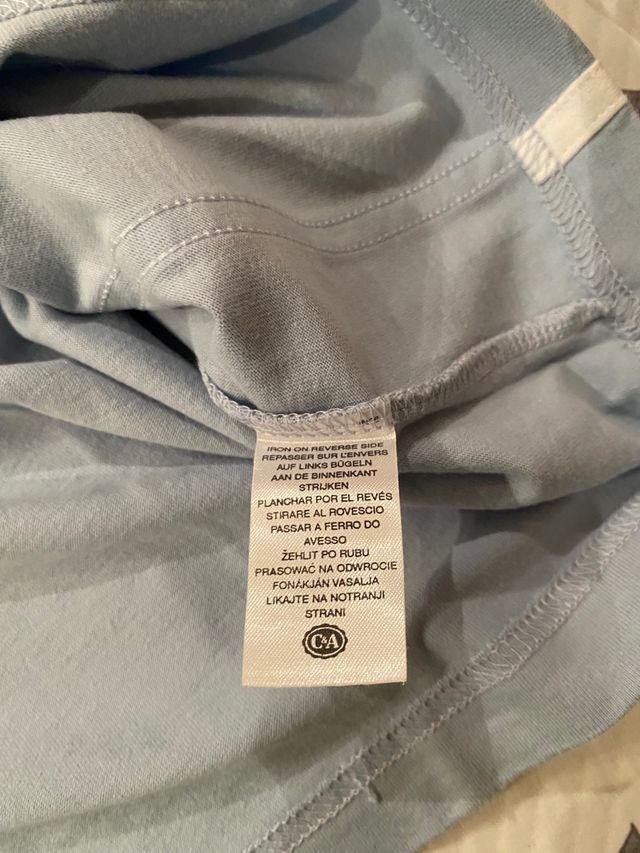 IRON ON REVERSE SIDE
REPASSER SUR L'ENVERS
AUF LINKS BÜGELN
AAN DE BINNENKANT
STRIJKEN
PLANCHAR POR EL REVÉS
STIRARE AL ROVESCIO
PASSAR A FERRO DO
AVESSO
ŽEHLIT PO RUBU
PRASOWAĆ NA ODWROCIE
FONÁKJÁN VASALJA
LIKAJTE NA NOTRANJI
STRANI
C&A